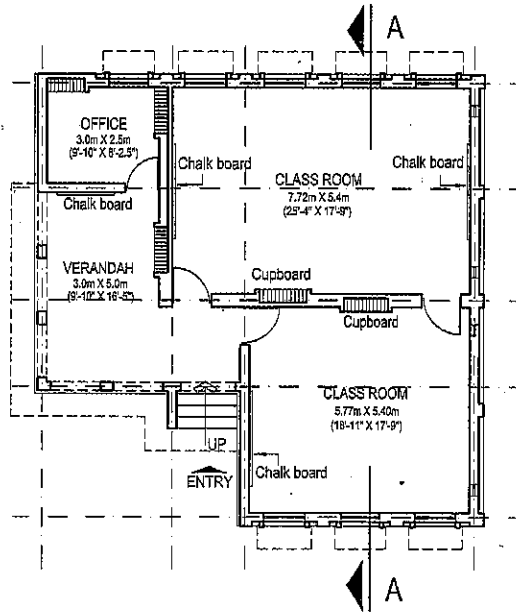 A
OFFICE
3.0m X 2.5m
(9'-10" X 8'-2.5")
Chalk board
Chalk board
CLASS ROOM
7.72m X 5.4m
(25'-4" X 17'-9")
Chalk board
VERANDAH
3.0m X 5.0m
(9'-10" X 16'-5")
Cupboard
Cupboard
CLASS ROOM
5.77m X 5.40m
(18'-11" X 17'-9")
UP
Chalk board
ENTRY
A